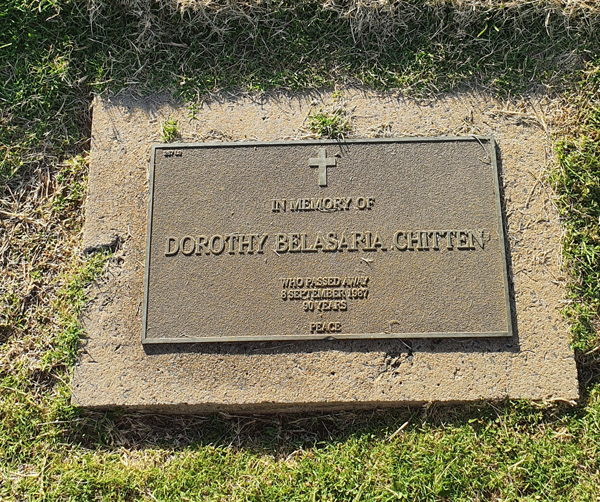 IN MEMORY OF
DOROTHY BELASARIA CHITTEN
WHO PASSED AWAY
8 SEPTEMBER 1987
90 YEARS
PEACE